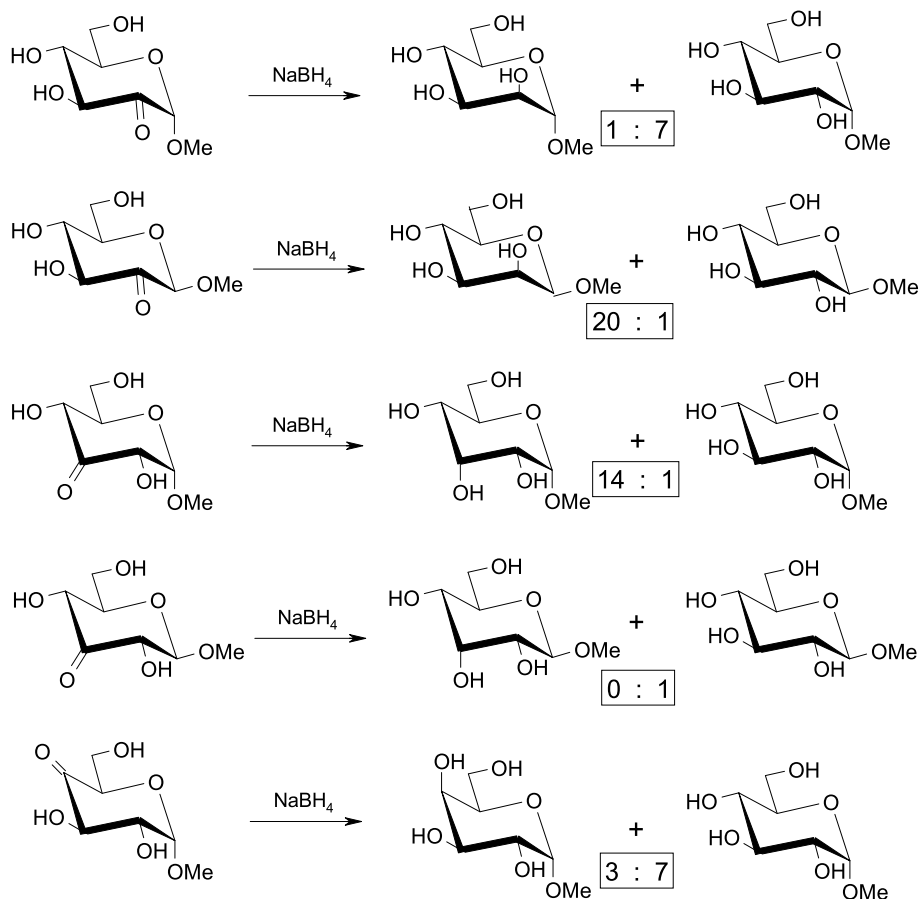 OH OH OH
HO O HO O HO O
NaBH₄ HO +
HO HO HO
O 1 : 7 OH
OMe OMe OMe
OH OH OH
HO O HO O HO O
NaBH₄ HO +
HO HO HO
O OMe OMe OH OMe
20 : 1
OH OH OH
HO O HO O HO O
NaBH₄ +
HO
O OH OH 14 : 1 OH
OMe OH OMe OMe
OH OH OH
HO O HO O HO O
NaBH₄ +
HO
O OH OMe OH OH OMe OH OMe
0 : 1
O OH OH OH OH
O O HO O
NaBH₄
HO HO + HO
OH OH 3 : 7 OH
OMe OMe OMe